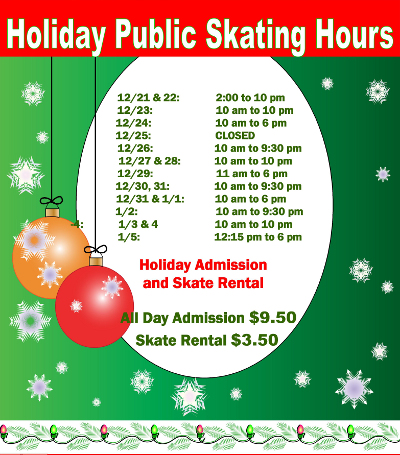 Holiday Public Skating Hours
12/21 & 22: 2:00 to 10 pm
12/23: 10 am to 10 pm
12/24: 10 am to 6 pm
12/25: CLOSED
12/26: 10 am to 9:30 pm
12/27 & 28: 10 am to 10 pm
12/29: 11 am to 6 pm
12/30, 31: 10 am to 9:30 pm
12/31 & 1/1: 10 am to 6 pm
1/2: 10 am to 9:30 pm
-4: 1/3 & 4 10 am to 10 pm
1/5: 12:15 pm to 6 pm
Holiday Admission
and Skate Rental
All Day Admission $9.50
Skate Rental $3.50